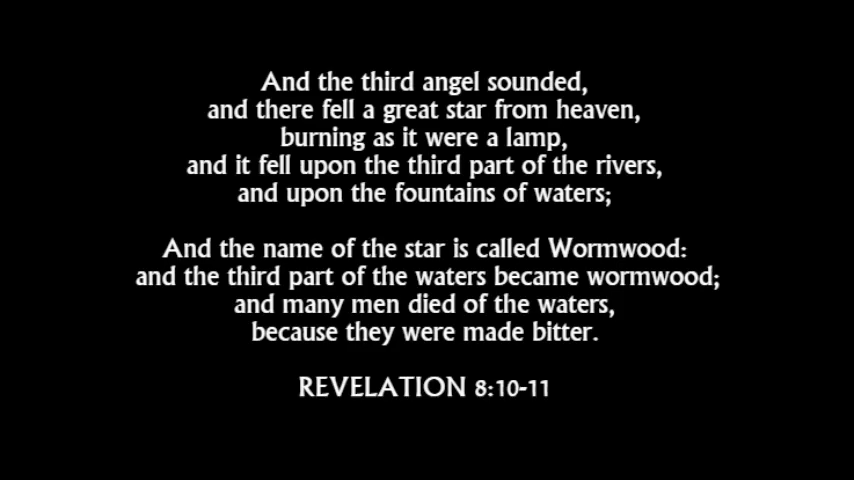 And the third angel sounded,
and there fell a great star from heaven,
burning as it were a lamp,
and it fell upon the third part of the rivers,
and upon the fountains of waters;
And the name of the star is called Wormwood:
and the third part of the waters became wormwood;
and many men died of the waters,
because they were made bitter.
REVELATION 8:10-11